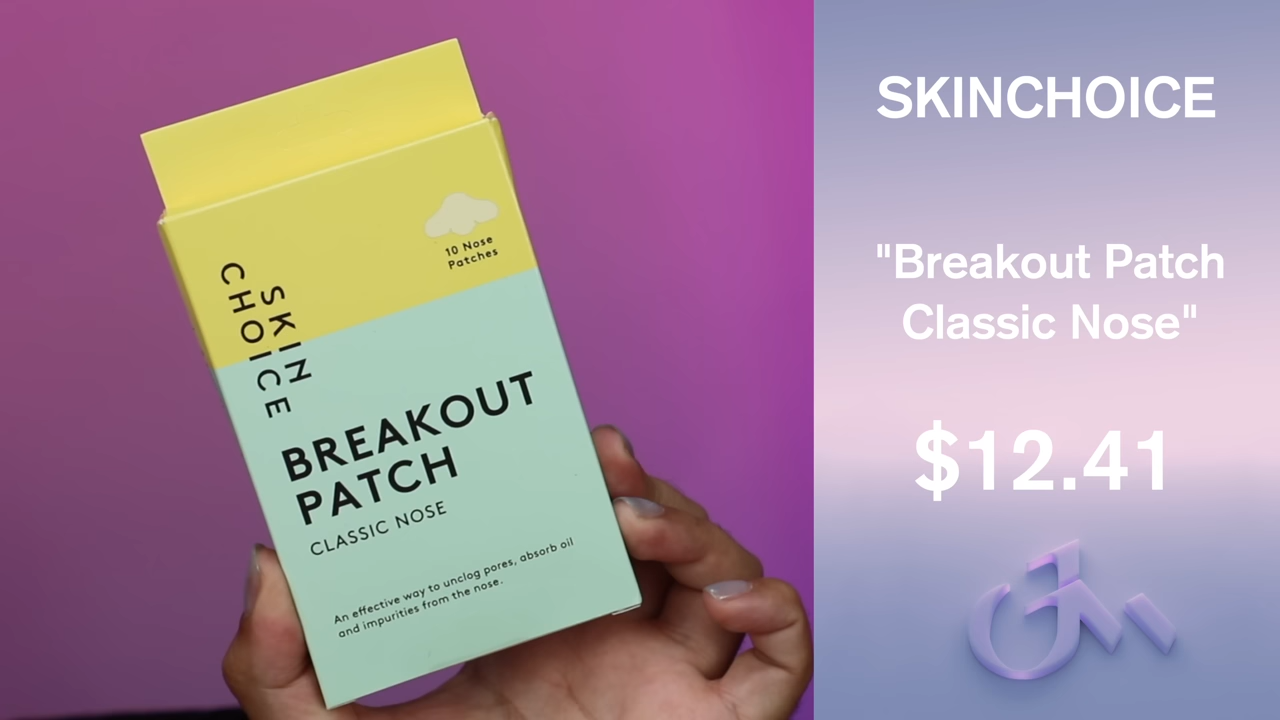 10 Nose
Patches
SKIN
CHOICE
BREAKOUT
PATCH
CLASSIC NOSE
An effective way to unclog pores, absorb oil
and impurities from the nose.
SKINCHOICE
"Breakout Patch
Classic Nose"
$12.41